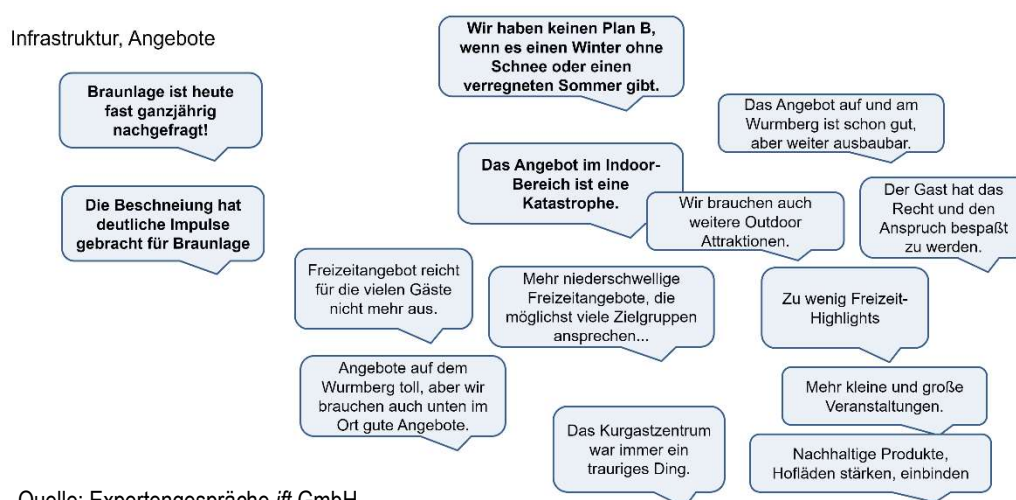 Infrastruktur, Angebote
Wir haben keinen Plan B,
wenn es einen Winter ohne
Schnee oder einen
verregneten Sommer gibt.
Braunlage ist heute
fast ganzjährig
nachgefragt!
Das Angebot auf und am
Wurmberg ist schon gut,
aber weiter ausbaubar.
Das Angebot im Indoor-
Bereich ist eine
Katastrophe.
Die Beschneiung hat
deutliche Impulse
gebracht für Braunlage
Wir brauchen auch
weitere Outdoor
Attraktionen.
Der Gast hat das
Recht und den
Anspruch bespaßt
zu werden.
Freizeitangebot reicht
für die vielen Gäste
nicht mehr aus.
Mehr niederschwellige
Freizeitangebote, die
möglichst viele Zielgruppen
ansprechen...
Zu wenig Freizeit-
Highlights
Angebote auf dem
Wurmberg toll, aber wir
brauchen auch unten im
Ort gute Angebote.
Mehr kleine und große
Veranstaltungen.
Das Kurgastzentrum
war immer ein
trauriges Ding.
Nachhaltige Produkte,
Hofläden stärken, einbinden
Quelle: Expertengespräche ift GmbH